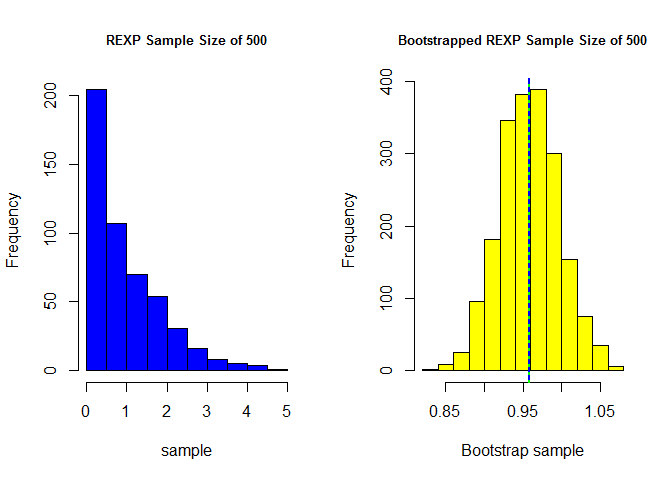 REXP Sample Size of 500
Frequency
0
50
100
150
200
0 1 2 3 4 5
sample
Bootstrapped REXP Sample Size of 500
Frequency
0
100
200
300
400
0.85 0.95 1.05
Bootstrap sample